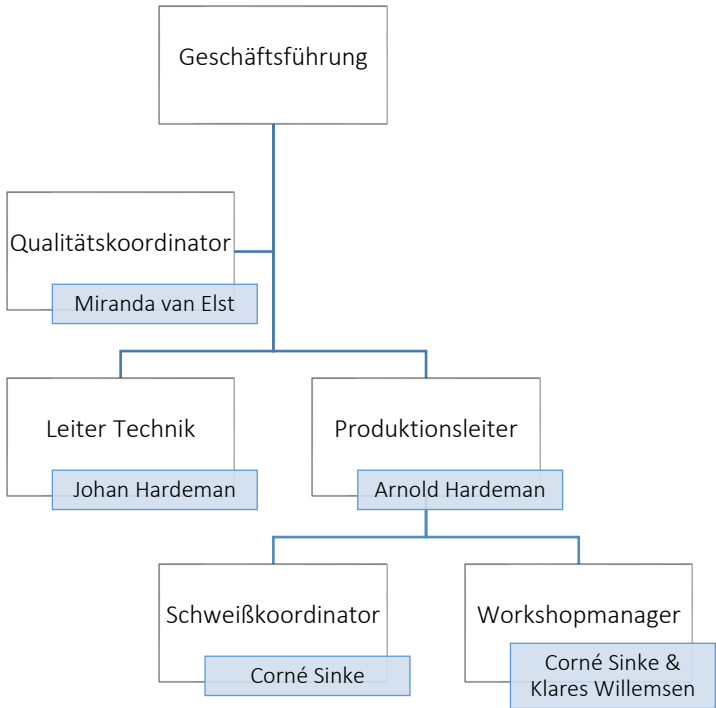 Geschäftsführung
Qualitätskoordinator
Miranda van Elst
Leiter Technik
Johan Hardeman
Produktionsleiter
Arnold Hardeman
Schweißkoordinator
Corné Sinke
Workshopmanager
Corné Sinke &
Klares Willemsen